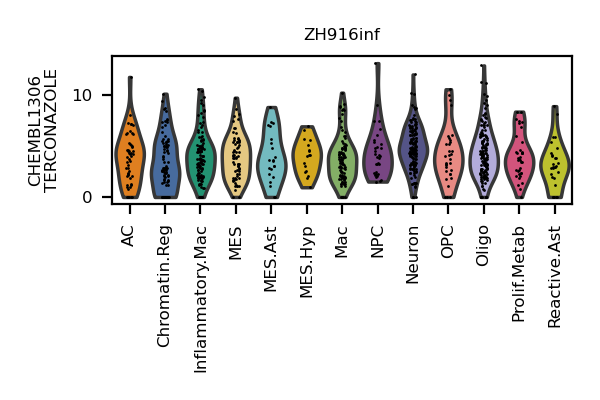 ZH916inf
CHEMBL1306
TERCONAZOLE
10
0
AC
Chromatin.Reg
Inflammatory.Mac
MES
MES.Ast
MES.Hyp
Mac
NPC
Neuron
OPC
Oligo
Prolif.Metab
Reactive.Ast